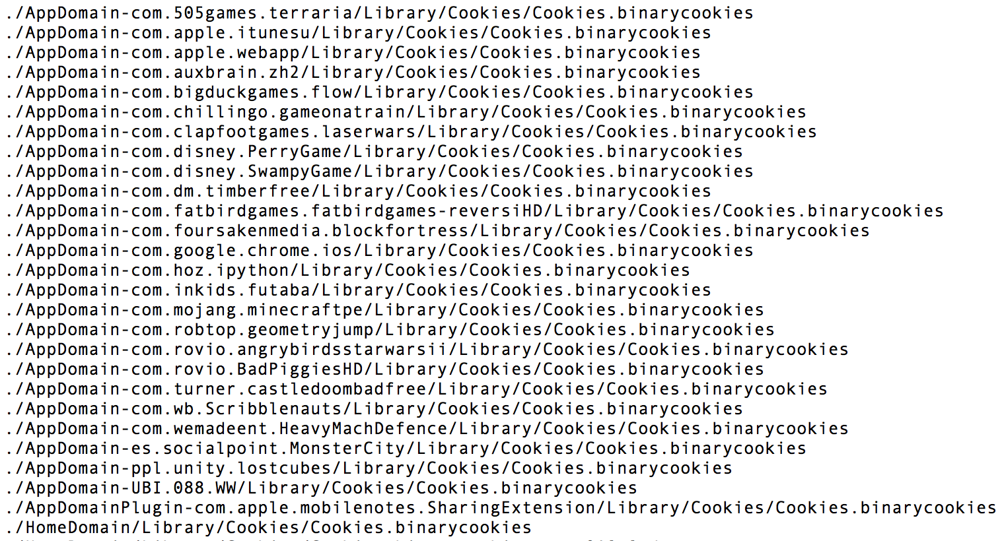 ./AppDomain-com.505games.terraria/Library/Cookies/Cookies.binarycookies
./AppDomain-com.apple.itunesu/Library/Cookies/Cookies.binarycookies
./AppDomain-com.apple.webapp/Library/Cookies/Cookies.binarycookies
./AppDomain-com.auxbrain.zh2/Library/Cookies/Cookies.binarycookies
./AppDomain-com.bigduckgames.flow/Library/Cookies/Cookies.binarycookies
./AppDomain-com.chillingo.gameonatrain/Library/Cookies/Cookies.binarycookies
./AppDomain-com.clapfootgames.laserwars/Library/Cookies/Cookies.binarycookies
./AppDomain-com.disney.PerryGame/Library/Cookies/Cookies.binarycookies
./AppDomain-com.disney.SwampyGame/Library/Cookies/Cookies.binarycookies
./AppDomain-com.dm.timberfree/Library/Cookies/Cookies.binarycookies
./AppDomain-com.fatbirdgames.fatbirdgames-reversiHD/Library/Cookies/Cookies.binarycookies
./AppDomain-com.foursakenmedia.blockfortress/Library/Cookies/Cookies.binarycookies
./AppDomain-com.google.chrome.ios/Library/Cookies/Cookies.binarycookies
./AppDomain-com.hoz.ipython/Library/Cookies/Cookies.binarycookies
./AppDomain-com.inkids.futaba/Library/Cookies/Cookies.binarycookies
./AppDomain-com.mojang.minecraftpe/Library/Cookies/Cookies.binarycookies
./AppDomain-com.robtop.geometryjump/Library/Cookies/Cookies.binarycookies
./AppDomain-com.rovio.angrybirdsstarwarsii/Library/Cookies/Cookies.binarycookies
./AppDomain-com.rovio.BadPiggiesHD/Library/Cookies/Cookies.binarycookies
./AppDomain-com.turner.castledoombadfree/Library/Cookies/Cookies.binarycookies
./AppDomain-com.wb.Scribblenauts/Library/Cookies/Cookies.binarycookies
./AppDomain-com.wemadeent.HeavyMachDefence/Library/Cookies/Cookies.binarycookies
./AppDomain-es.socialpoint.MonsterCity/Library/Cookies/Cookies.binarycookies
./AppDomain-ppl.unity.lostcubes/Library/Cookies/Cookies.binarycookies
./AppDomain-UBI.088.WW/Library/Cookies/Cookies.binarycookies
./AppDomainPlugin-com.apple.mobilenotes.SharingExtension/Library/Cookies/Cookies.binarycookies
./HomeDomain/Library/Cookies/Cookies.binarycookies